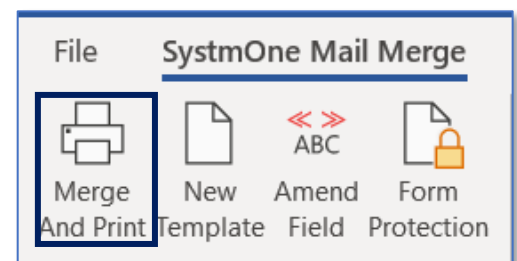 File SystmOne Mail Merge
≪ ≫
ABC
Merge New Amend Form
And Print Template Field Protection